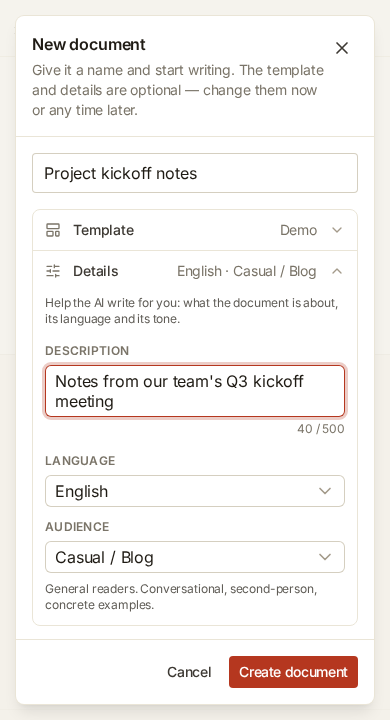 New document
Give it a name and start writing. The template
and details are optional — change them now
or any time later.
Project kickoff notes
Template Demo
Details English · Casual / Blog
Help the AI write for you: what the document is about,
its language and its tone.
DESCRIPTION
Notes from our team's Q3 kickoff
meeting
40 / 500
LANGUAGE
English
AUDIENCE
Casual / Blog
General readers. Conversational, second-person,
concrete examples.
Cancel Create document